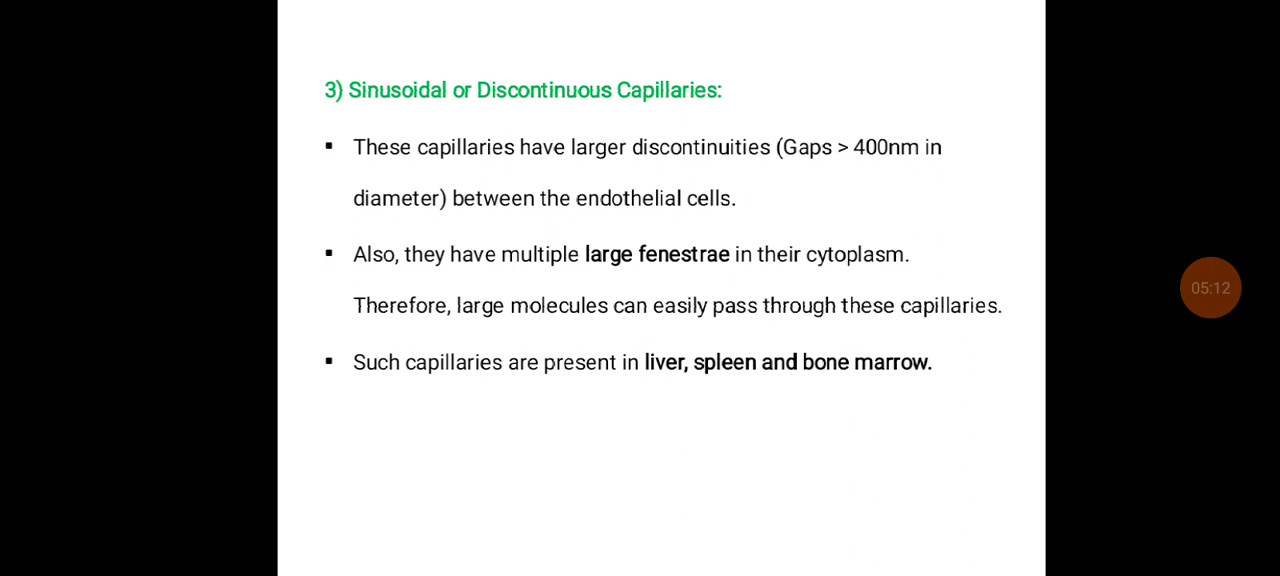 3) Sinusoidal or Discontinuous Capillaries:
▪ These capillaries have larger discontinuities (Gaps > 400nm in
diameter) between the endothelial cells.
▪ Also, they have multiple large fenestrae in their cytoplasm.
Therefore, large molecules can easily pass through these capillaries.
05:12
▪ Such capillaries are present in liver, spleen and bone marrow.